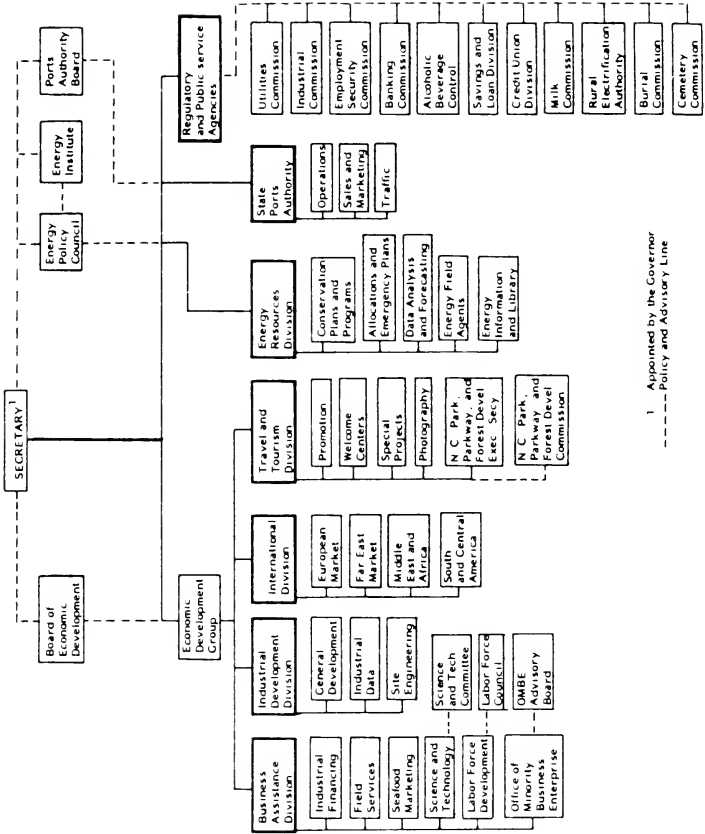 SECRETARY 1
Board of
Economic
Development
Energy
Policy
Council
Energy
Institute
Ports
Authority
Board
Economic
Development
Group
Business
Assistance
Division
Industrial
Financing
Field
Services
Seafood
Marketing
Science and
Technology
Science
and Tech
Committee
Labor Force
Development
Labor Force
Council
Office of
Minority
Business
Enterprise
OMBE
Advisory
Board
Industrial
Development
Division
General
Development
Industrial
Data
Site
Engineering
International
Division
European
Market
Far East
Market
Middle
East and
Africa
South
and Central
America
Travel and
Tourism
Division
Promotion
Welcome
Centers
Special
Projects
Photography
N C Park,
Parkway, and
Forest Devel
Exec Secy
N C Park,
Parkway, and
Forest Devel
Commission
Energy
Resources
Division
Conservation
Plans and
Programs
Allocations and
Emergency Plans
Data Analysis
and Forecasting
Energy Field
Agents
Energy
Information
and Library
State
Ports
Authority
Operations
Sales and
Marketing
Traffic
Regulatory
and Public service
Agencies
Utilities
Commission
Industrial
Commission
Employment
Security
Commission
Banking
Commission
Alcoholic
Beverage
Control
Savings and
Loan Division
Credit Union
Division
Milk
Commission
Rural
Electrification
Authority
Burial
Commission
Cemetery
Commission
1 Appointed by the Governor
Policy and Advisory Line